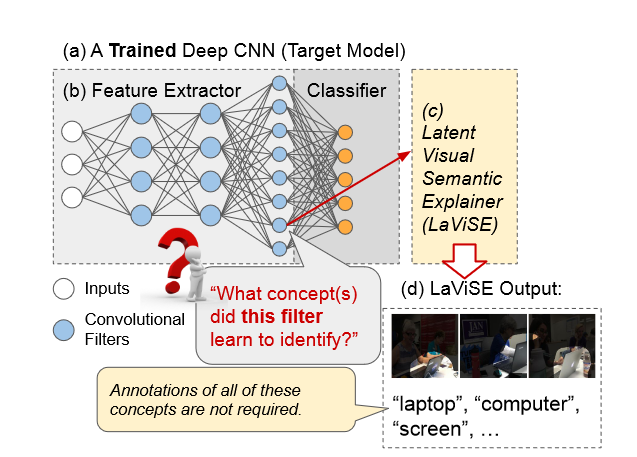 (a) A Trained Deep CNN (Target Model)
(b) Feature Extractor
Classifier
(c)
Latent
Visual
Semantic
Explainer
(LaViSE)
Inputs
Convolutional
Filters
?
“What concept(s)
did this filter
learn to identify?”
(d) LaViSE Output:
“laptop”, “computer”,
“screen”, …
Annotations of all of these
concepts are not required.